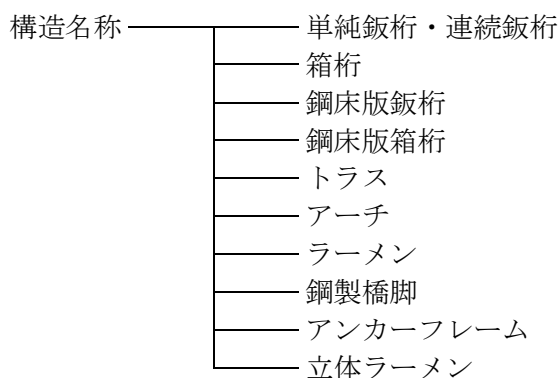 構造名称
単純鈑桁・連続鈑桁
箱桁
鋼床版鈑桁
鋼床版箱桁
トラス
アーチ
ラーメン
鋼製橋脚
アンカーフレーム
立体ラーメン